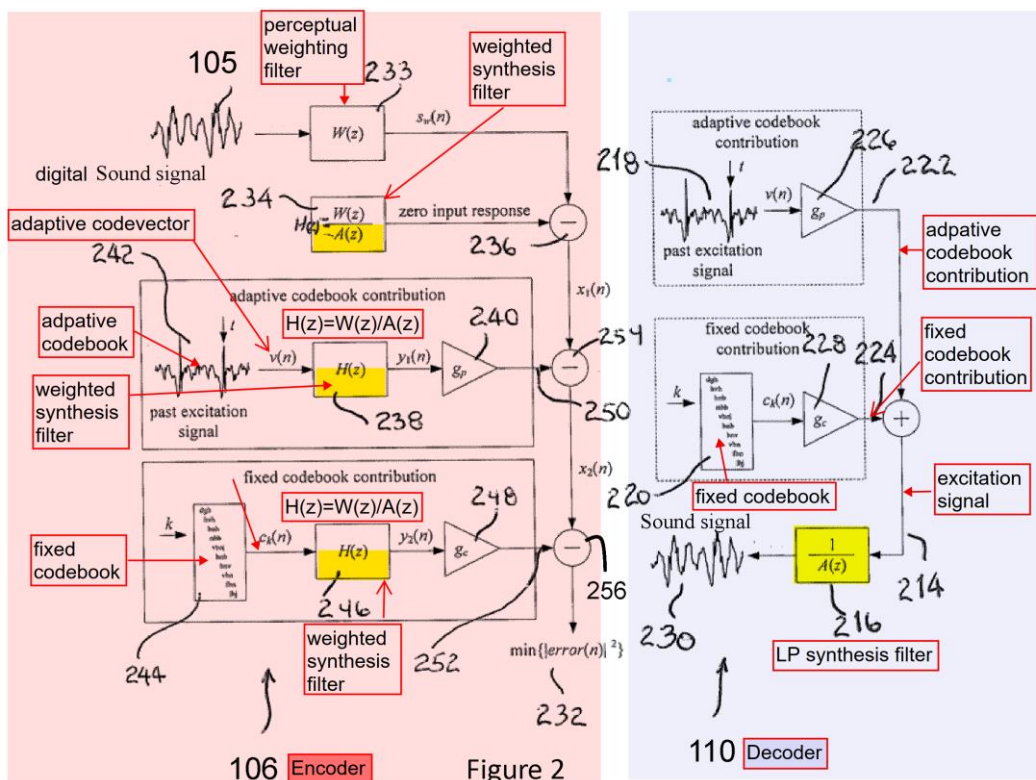 105
perceptual
weighting
filter
233
weighted
synthesis
filter
W(z)
s_w(n)
digital Sound signal
234
W(z)
H(z)=
A(z)
zero input response
−
236
adaptive codevector
242
x₁(n)
adaptive codebook contribution
H(z)=W(z)/A(z)
240
254
adpative
codebook
t
v(n)
H(z)
y₁(n)
g_p
−
weighted
synthesis
filter
past excitation
signal
238
250
x₂(n)
fixed codebook contribution
H(z)=W(z)/A(z)
248
fixed
codebook
k
dgh
c_k(n)
H(z)
y₂(n)
g_c
−
256
244
246
weighted
synthesis
filter
252
min{|error(n)|²}
232
106 Encoder
Figure 2
adaptive codebook
contribution
226
222
218
t
v(n)
g_p
past excitation
signal
adpative
codebook
contribution
fixed codebook
contribution
228
224
fixed
codebook
contribution
k
c_k(n)
g_c
+
220
fixed codebook
excitation
signal
Sound signal
1
A(z)
214
230
216
LP synthesis filter
110 Decoder